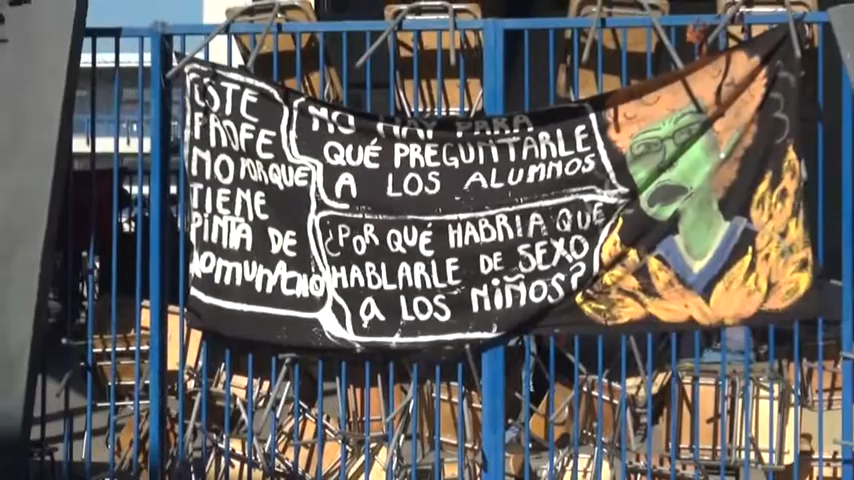 ESTE
PROFE
NO PORQUE
TIENE
PINTA DE
COMUNACHO
NO HAY PARA
QUÉ PREGUNTARLE
A LOS ALUMNOS
¿POR QUÉ HABRIA QUE
HABLARLE DE SEXO
A LOS NIÑOS?